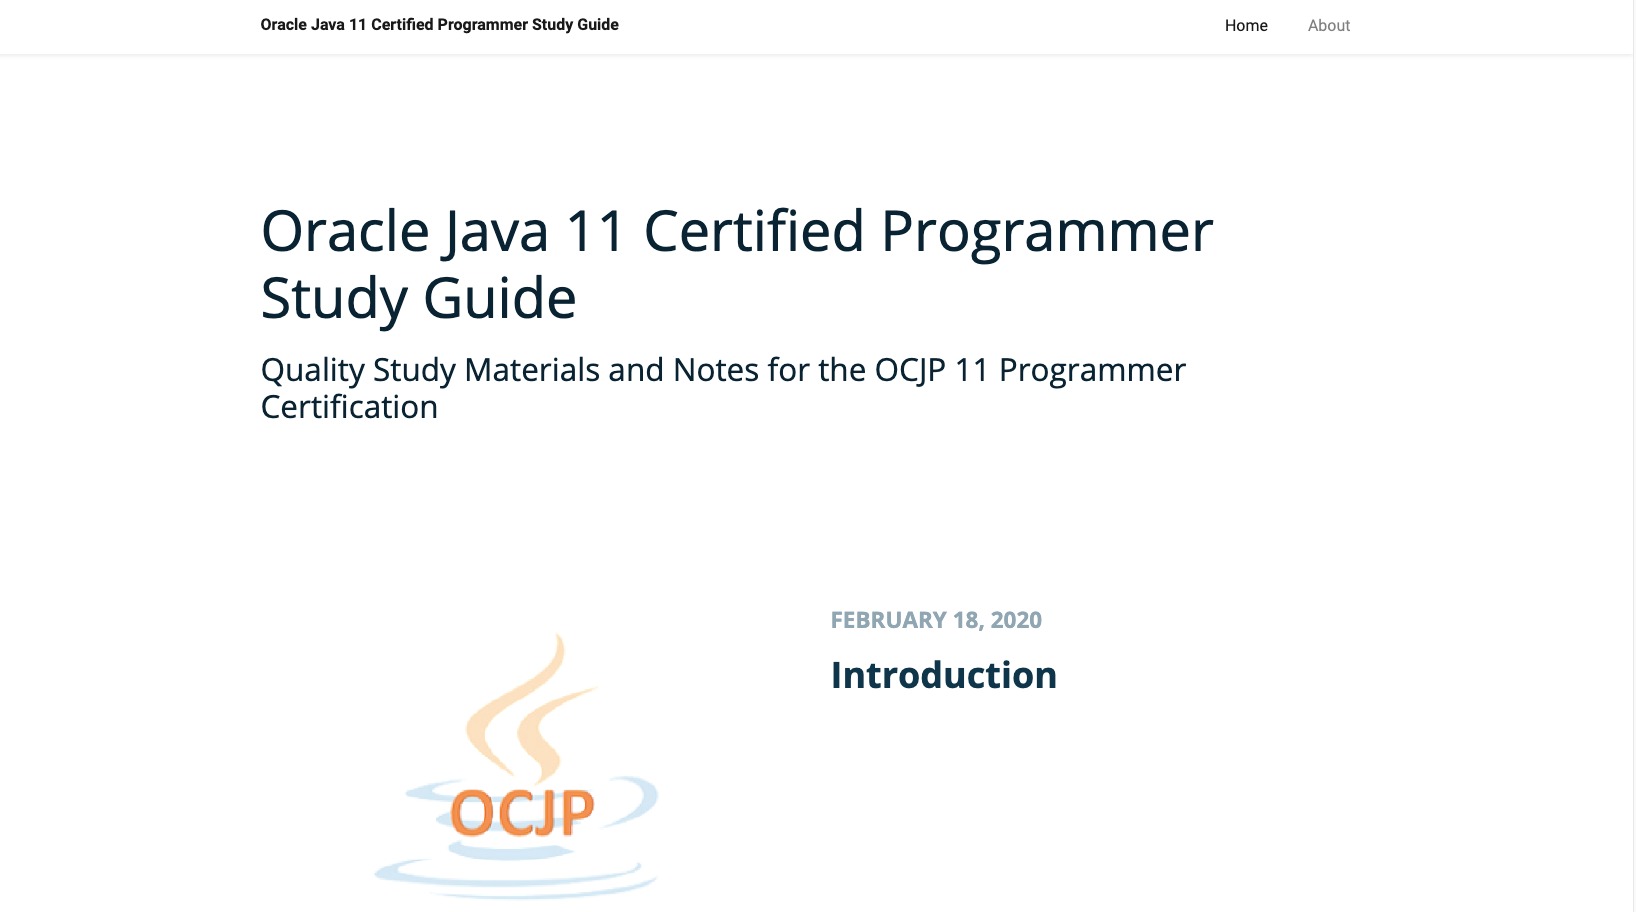 Oracle Java 11 Certified Programmer Study Guide
Home
About
Oracle Java 11 Certified Programmer
Study Guide
Quality Study Materials and Notes for the OCJP 11 Programmer
Certification
FEBRUARY 18, 2020
Introduction
OCJP